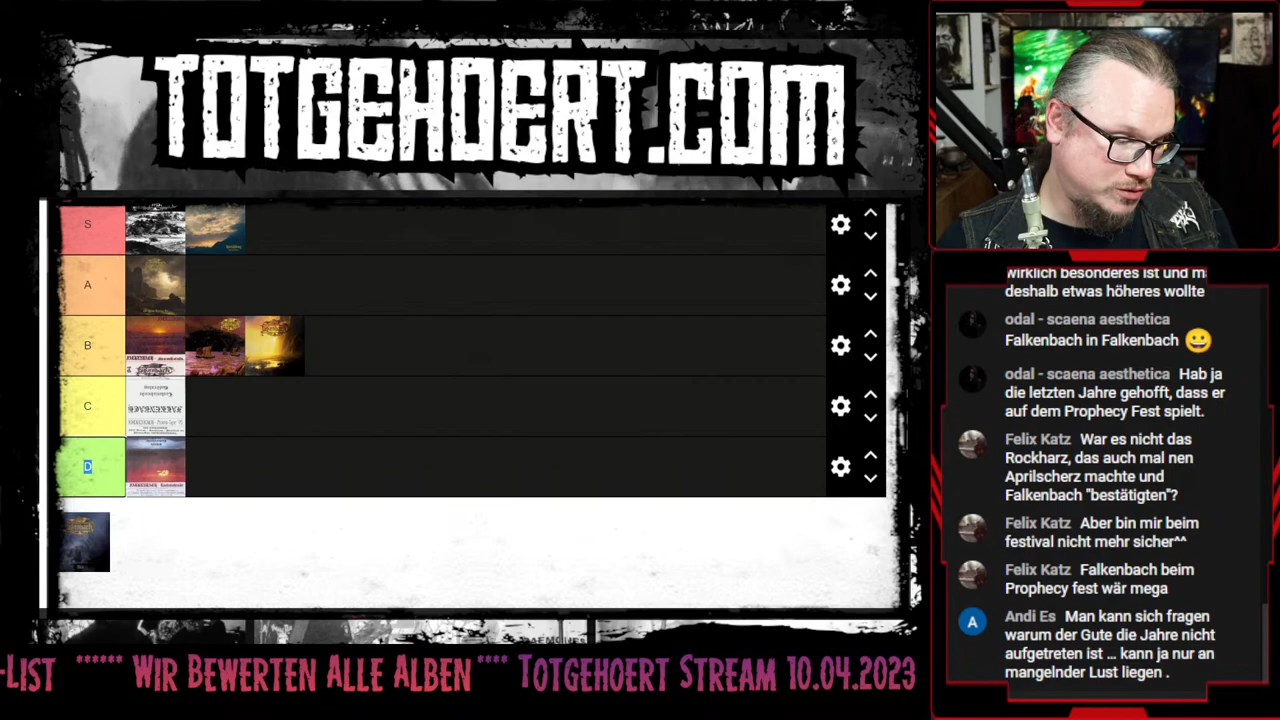 TOTGEHOERT.COM
S
A
B
C
D
-LIST ****** WIR BEWERTEN ALLE ALBEN **** TOTGEHOERT STREAM 10.04.2023
wirklich besonderes ist und m
deshalb etwas höheres wollte
odal - scaena aesthetica
Falkenbach in Falkenbach 😀
odal - scaena aesthetica Hab ja
die letzten Jahre gehofft, dass er
auf dem Prophecy Fest spielt.
Felix Katz War es nicht das
Rockharz, das auch mal nen
Aprilscherz machte und
Falkenbach "bestätigten"?
Felix Katz Aber bin mir beim
festival nicht mehr sicher^^
Felix Katz Falkenbach beim
Prophecy fest wär mega
A
Andi Es Man kann sich fragen
warum der Gute die Jahre nicht
aufgetreten ist ... kann ja nur an
mangelnder Lust liegen .